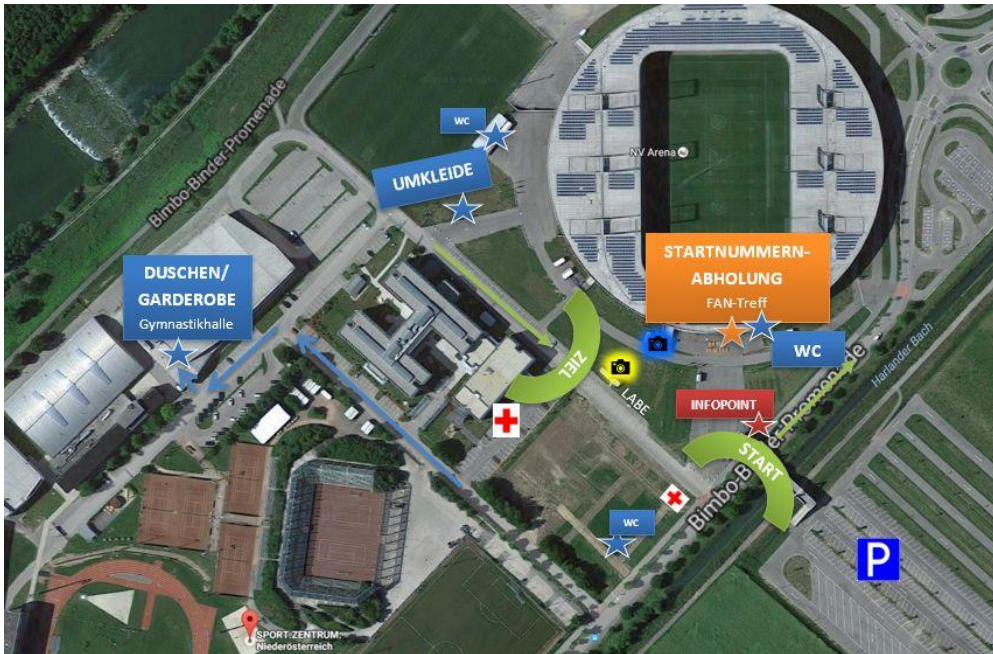 Bimbo-Binder-Promenade
WC
UMKLEIDE
NV Arena
DUSCHEN/
GARDEROBE
Gymnastikhalle
STARTNUMMERN-
ABHOLUNG
FAN-Treff
WC
ZIEL
LABE
INFOPOINT
START
Bimbo-Binder-Promenade
Harlander Bach
WC
P
SPORT.ZENTRUM.
Niederösterreich